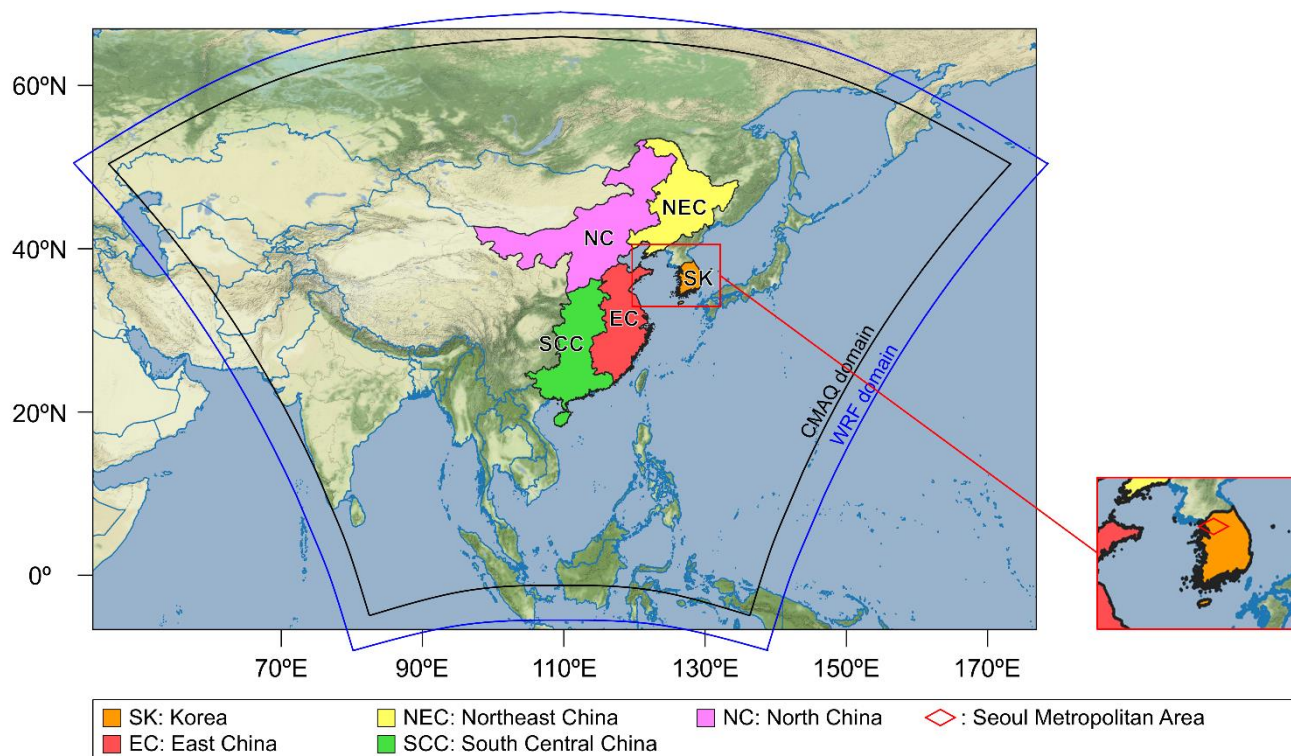 60ºN
40ºN
20ºN
0º
NEC
NC
SK
EC
SCC
CMAQ domain
WRF domain
70ºE
90ºE
110ºE
130ºE
150ºE
170ºE
SK: Korea
NEC: Northeast China
NC: North China
: Seoul Metropolitan Area
EC: East China
SCC: South Central China